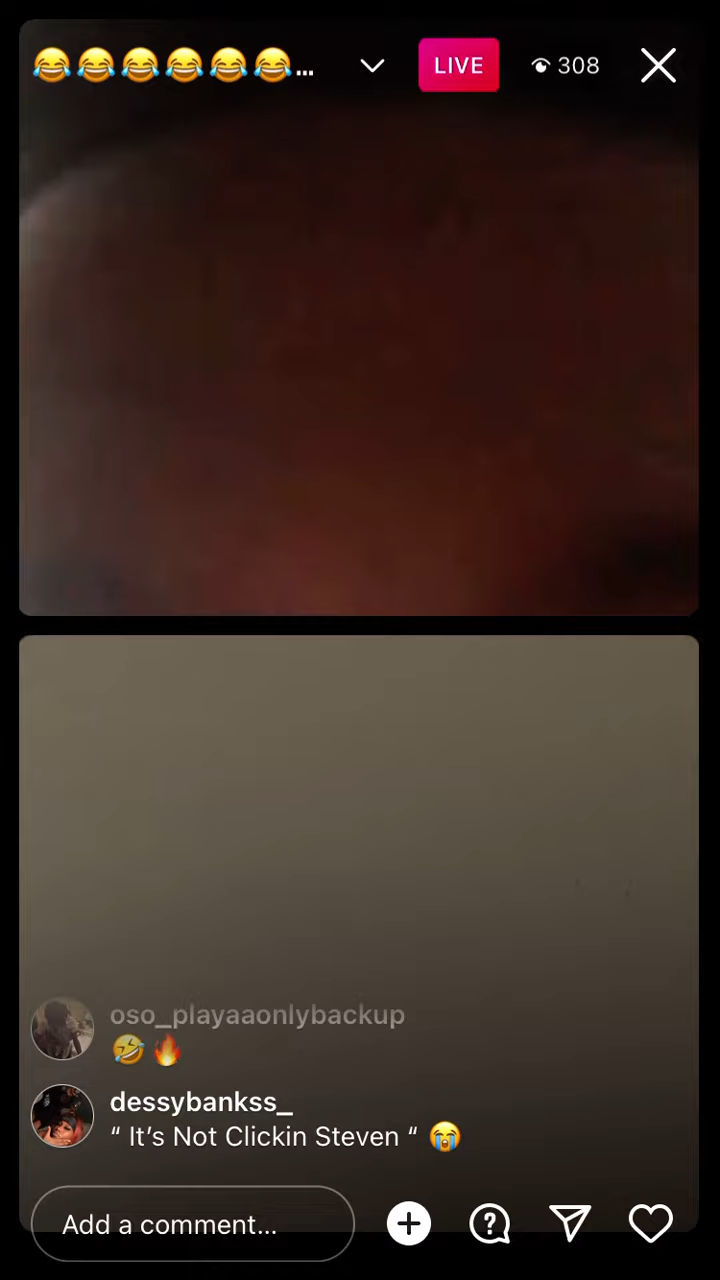 😂😂😂😂😂😂... LIVE 308
oso_playaaonlybackup
🤣🔥
dessybankss_
“ It’s Not Clickin Steven “ 😭
Add a comment...